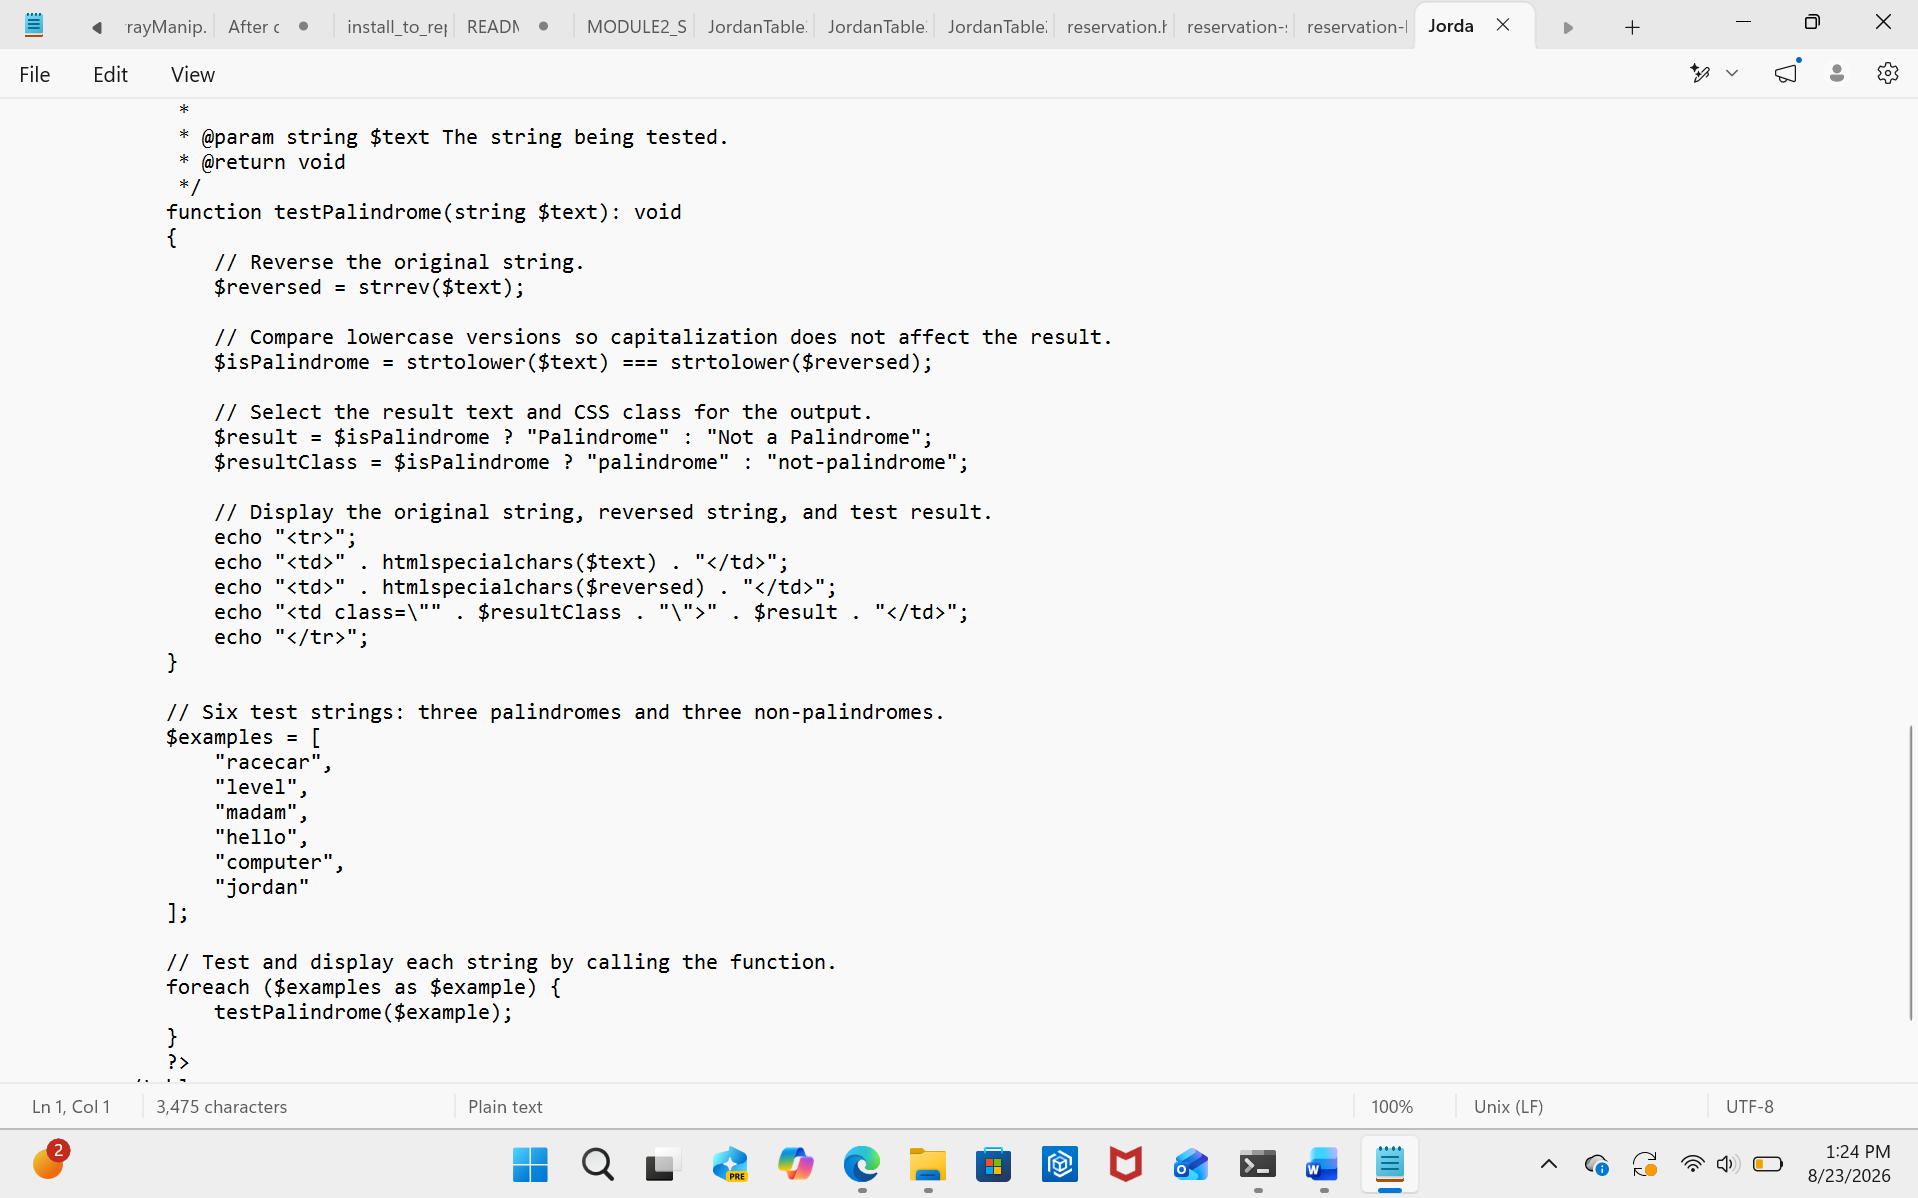 rayManip.
After c
install_to_rep
READM
MODULE2_S
JordanTable
JordanTable
JordanTable
reservation.h
reservation-
reservation-
Jorda
File
Edit
View
*
* @param string $text The string being tested.
* @return void
*/
function testPalindrome(string $text): void
{
// Reverse the original string.
$reversed = strrev($text);
// Compare lowercase versions so capitalization does not affect the result.
$isPalindrome = strtolower($text) === strtolower($reversed);
// Select the result text and CSS class for the output.
$result = $isPalindrome ? "Palindrome" : "Not a Palindrome";
$resultClass = $isPalindrome ? "palindrome" : "not-palindrome";
// Display the original string, reversed string, and test result.
echo "<tr>";
echo "<td>" . htmlspecialchars($text) . "</td>";
echo "<td>" . htmlspecialchars($reversed) . "</td>";
echo "<td class=\"" . $resultClass . "\">" . $result . "</td>";
echo "</tr>";
}
// Six test strings: three palindromes and three non-palindromes.
$examples = [
"racecar",
"level",
"madam",
"hello",
"computer",
"jordan"
];
// Test and display each string by calling the function.
foreach ($examples as $example) {
testPalindrome($example);
}
?>
Ln 1, Col 1
3,475 characters
Plain text
100%
Unix (LF)
UTF-8
2
PRE
1:24 PM
8/23/2026